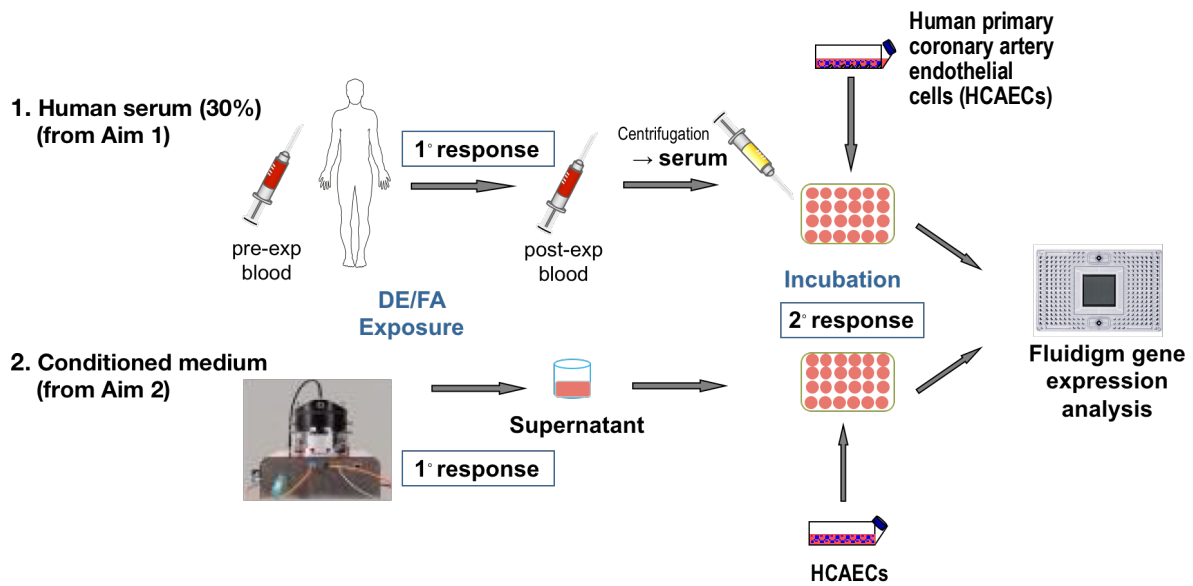 Human primary
coronary artery
endothelial
cells (HCAECs)
1. Human serum (30%)
(from Aim 1)
1° response
Centrifugation
→ serum
pre-exp
blood
post-exp
blood
DE/FA
Exposure
Incubation
2° response
2. Conditioned medium
(from Aim 2)
Supernatant
1° response
Fluidigm gene
expression
analysis
HCAECs